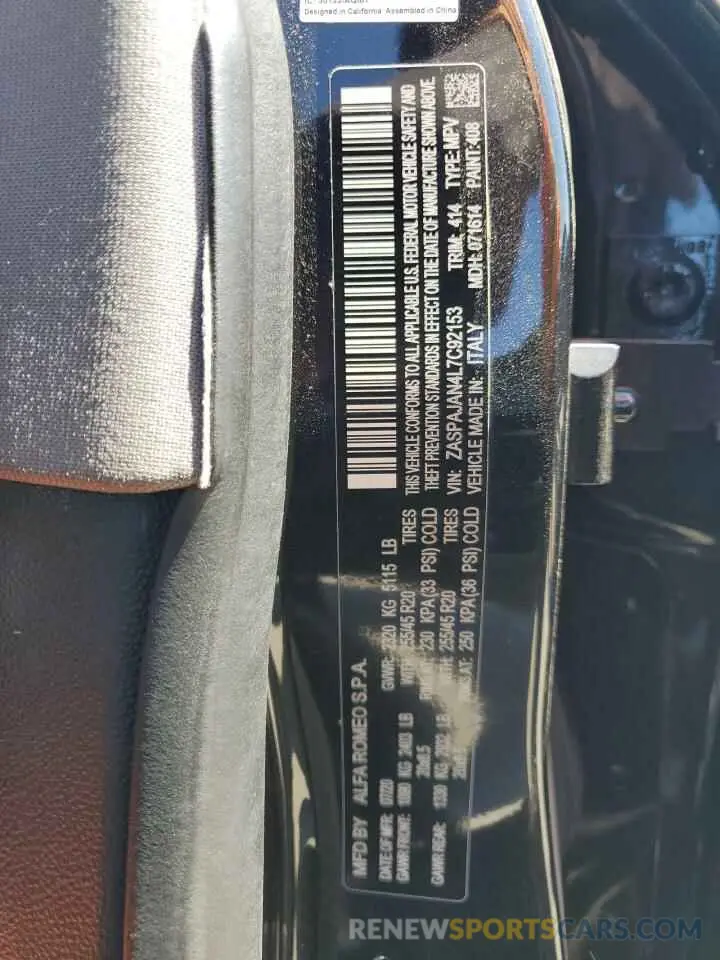 Designed in California Assembled in China
MFD BY ALFA ROMEO S.P.A.
DATE OF MFR: 07/20 GVWR: 2320 KG 5115 LB
GAWR FRONT: KG LB WITH 255/45 R20 TIRES
20x8.5 230 KPA (33 PSI) COLD
GAWR REAR: KG LB 255/45 R20 TIRES
20x8.5 AT: 250 KPA (36 PSI) COLD
THIS VEHICLE CONFORMS TO ALL APPLICABLE U.S. FEDERAL MOTOR VEHICLE SAFETY AND
THEFT PREVENTION STANDARDS IN EFFECT ON THE DATE OF MANUFACTURE SHOWN ABOVE.
VIN: ZASPAJAN4L7C92153 TRIM: 414 TYPE: MPV
VEHICLE MADE IN: ITALY MDH: 071614 PAINT: 408
RENEWSPORTSCARS.COM